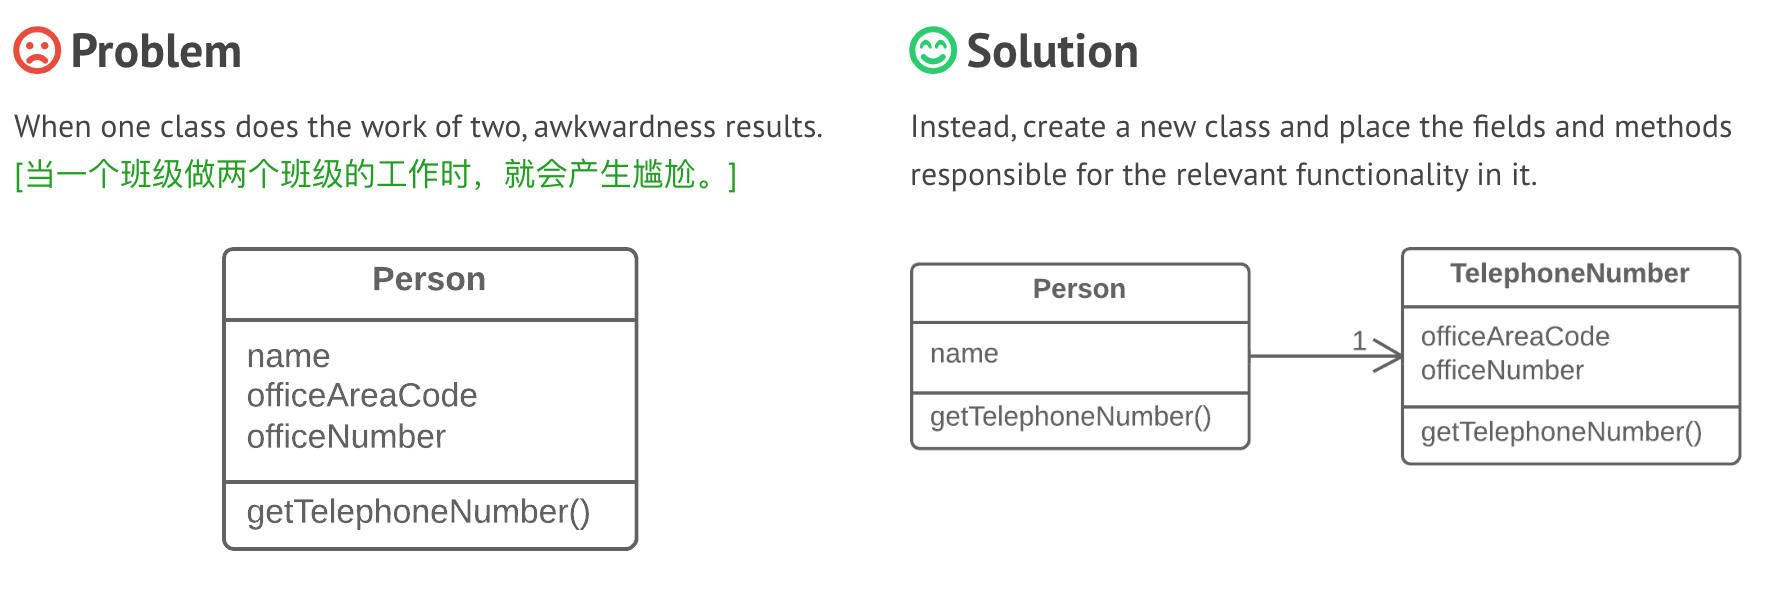 Problem
When one class does the work of two, awkwardness results.
[当一个班级做两个班级的工作时，就会产生尴尬。]
Person
name
officeAreaCode
officeNumber
getTelephoneNumber()
Solution
Instead, create a new class and place the fields and methods
responsible for the relevant functionality in it.
Person
name
getTelephoneNumber()
1
TelephoneNumber
officeAreaCode
officeNumber
getTelephoneNumber()